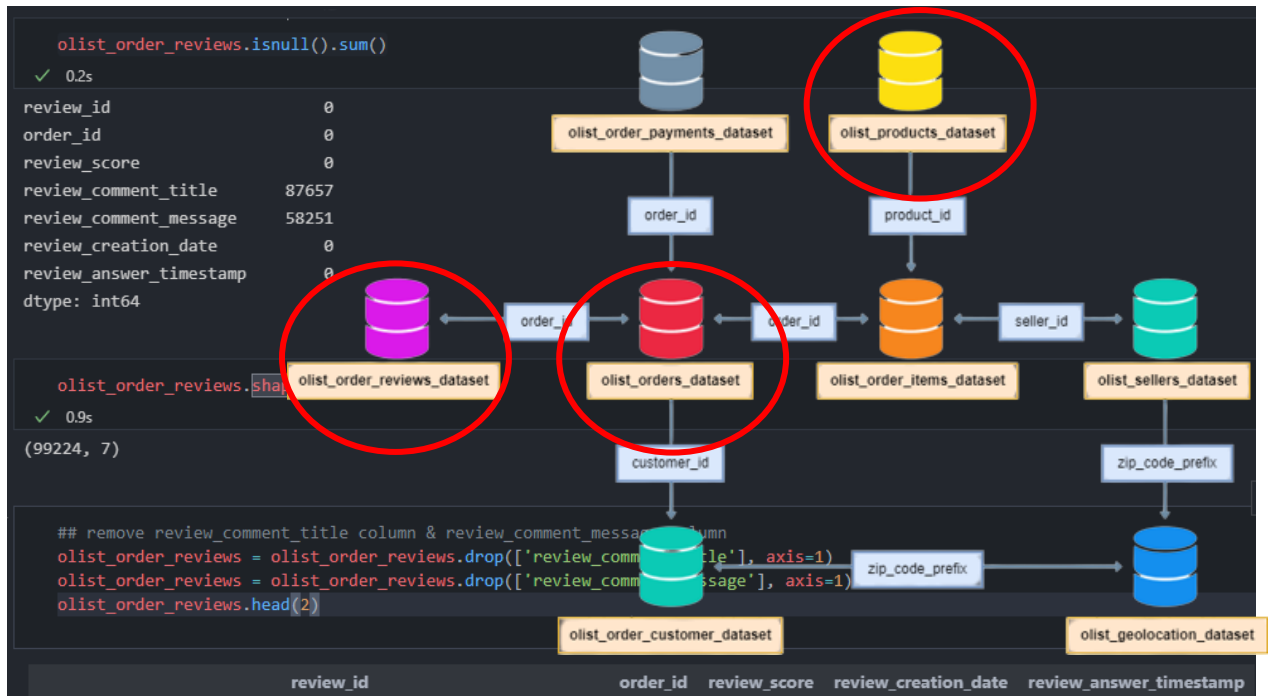 olist_order_reviews.isnull().sum()
0.2s
review_id 0
order_id 0
review_score 0
review_comment_title 87657
review_comment_message 58251
review_creation_date 0
review_answer_timestamp 0
dtype: int64
olist_order_payments_dataset
olist_products_dataset
order_id
product_id
order_id
order_id
seller_id
olist_order_reviews_dataset
olist_orders_dataset
olist_order_items_dataset
olist_sellers_dataset
olist_order_reviews.
0.9s
(99224, 7)
customer_id
zip_code_prefix
## remove review_comment_title column &
olist_order_reviews = olist_order_reviews.drop(['review_comm tle'], axis=1)
olist_order_reviews = olist_order_reviews.drop(['review_comm ssage'], axis=1)
olist_order_reviews.head(2)
zip_code_prefix
olist_order_customer_dataset
olist_geolocation_dataset
review_id order_id review_score review_creation_date review_answer_timestamp